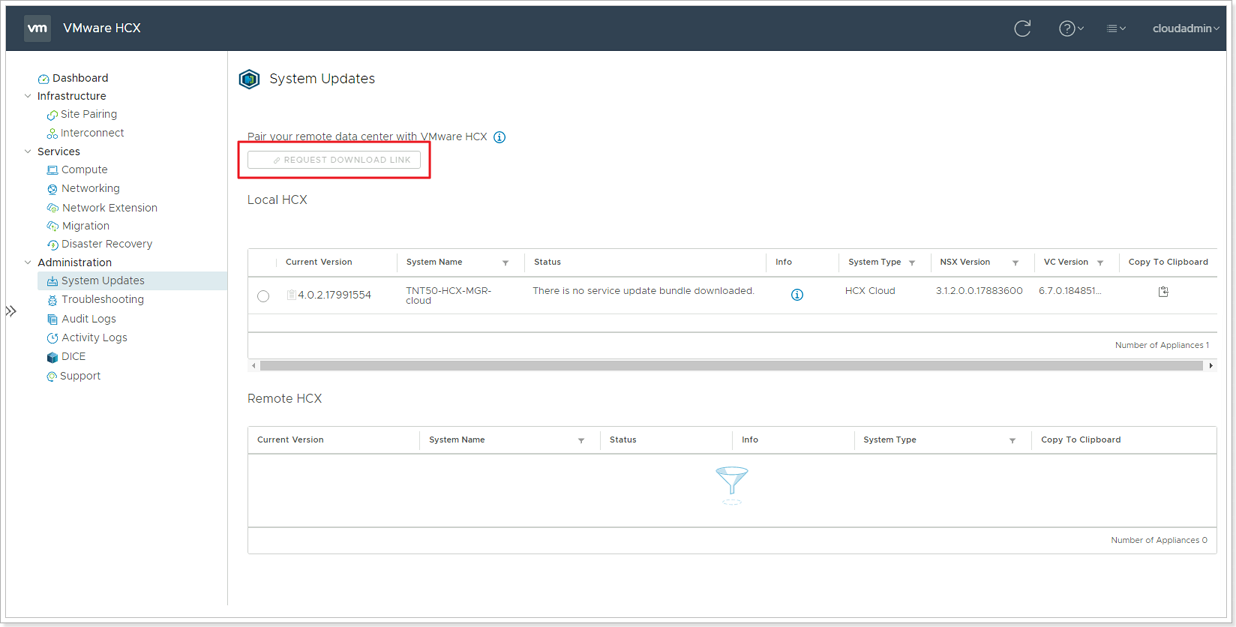 vm VMware HCX
cloudadmin
Dashboard
Infrastructure
Site Pairing
Interconnect
Services
Compute
Networking
Network Extension
Migration
Disaster Recovery
Administration
System Updates
Troubleshooting
Audit Logs
Activity Logs
DICE
Support
System Updates
Pair your remote data center with VMware HCX
REQUEST DOWNLOAD LINK
Local HCX
Current Version System Name Status Info System Type NSX Version VC Version Copy To Clipboard
4.0.2.17991554 TNT50-HCX-MGR- There is no service update bundle downloaded. HCX Cloud 3.1.2.0.0.17883600 6.7.0.184851...
cloud
Number of Appliances 1
Remote HCX
Current Version System Name Status Info System Type Copy To Clipboard
Number of Appliances 0